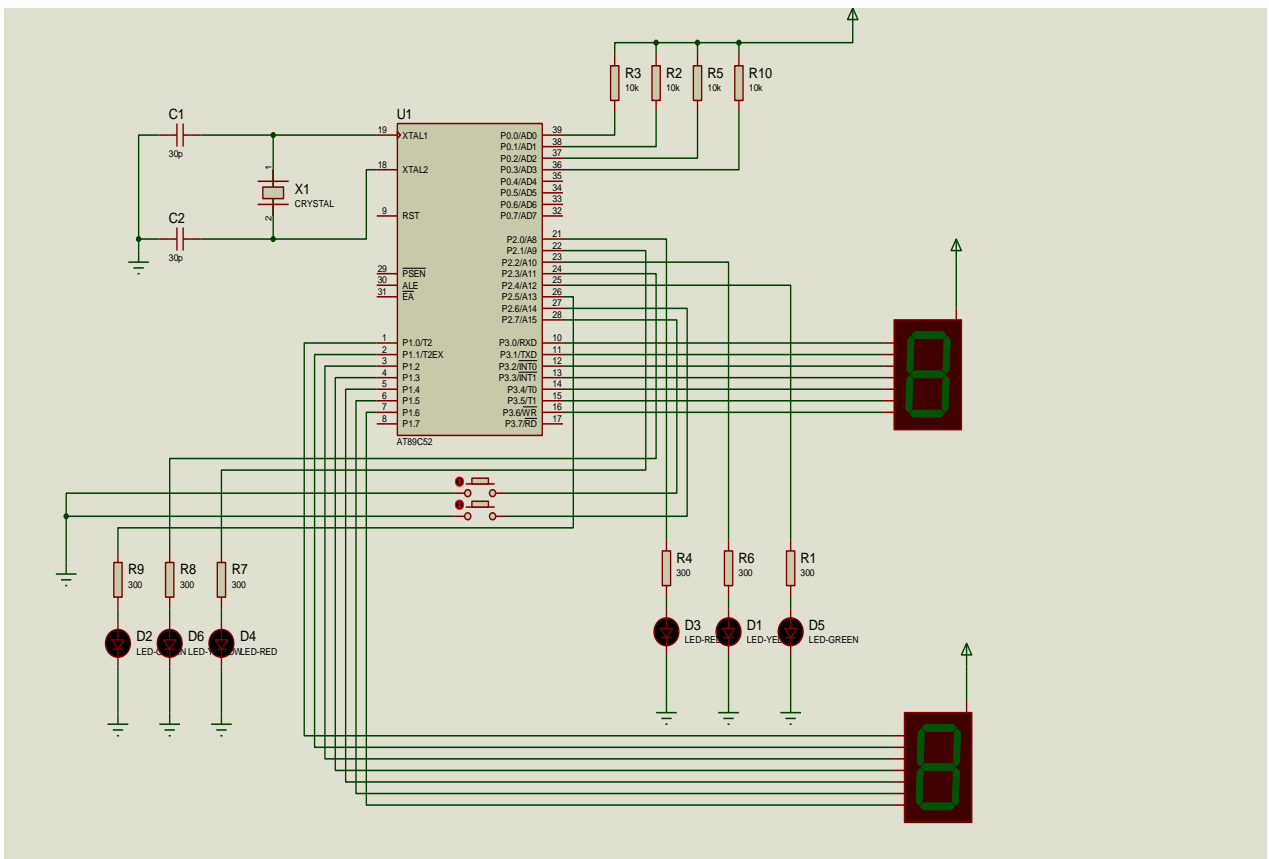 R3
10k
R2
10k
R5
10k
R10
10k
C1
30p
X1
CRYSTAL
1
2
C2
30p
U1
19 XTAL1
18 XTAL2
9 RST
29 PSEN
30 ALE
31 EA
1 P1.0/T2
2 P1.1/T2EX
3 P1.2
4 P1.3
5 P1.4
6 P1.5
7 P1.6
8 P1.7
P0.0/AD0 39
P0.1/AD1 38
P0.2/AD2 37
P0.3/AD3 36
P0.4/AD4 35
P0.5/AD5 34
P0.6/AD6 33
P0.7/AD7 32
P2.0/A8 21
P2.1/A9 22
P2.2/A10 23
P2.3/A11 24
P2.4/A12 25
P2.5/A13 26
P2.6/A14 27
P2.7/A15 28
P3.0/RXD 10
P3.1/TXD 11
P3.2/INT0 12
P3.3/INT1 13
P3.4/T0 14
P3.5/T1 15
P3.6/WR 16
P3.7/RD 17
AT89C52
R9
300
R8
300
R7
300
D2
D6
D4
LED-RED
R4
300
R6
300
R1
300
D3
D1
D5
LED-GREEN